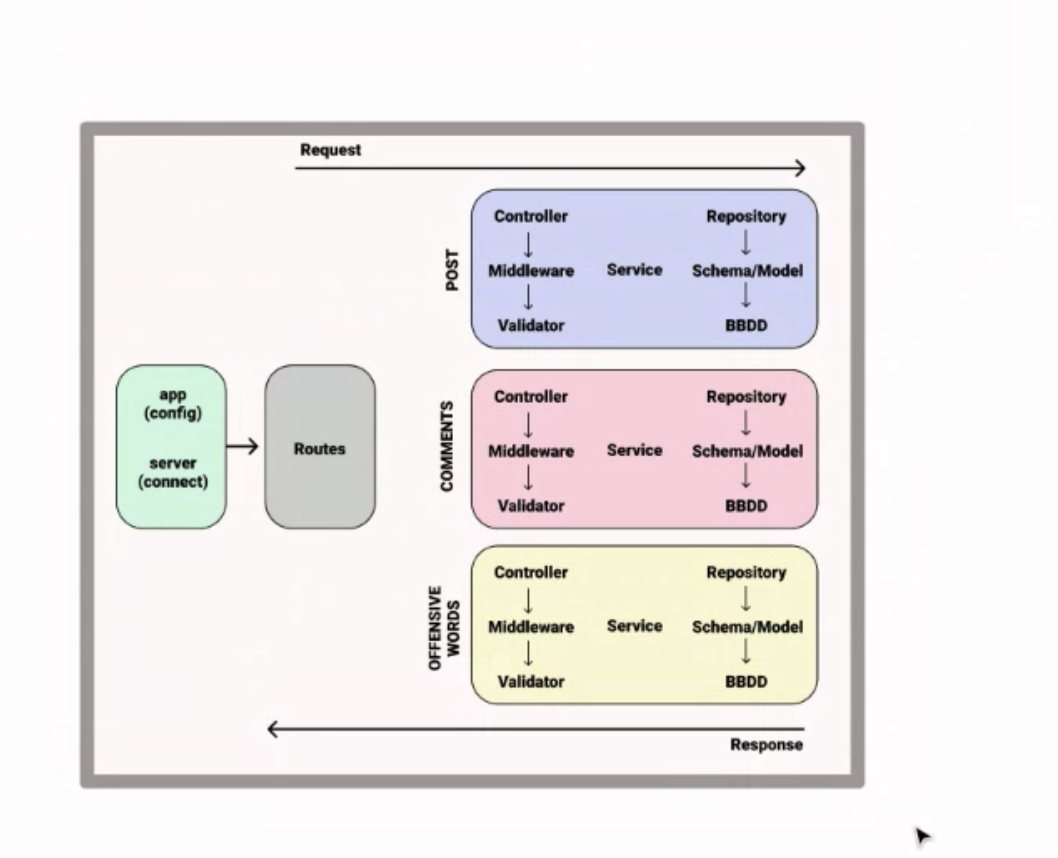 Request
app
(config)
server
(connect)
Routes
POST
Controller
Middleware
Validator
Service
Repository
Schema/Model
BBDD
COMMENTS
Controller
Middleware
Validator
Service
Repository
Schema/Model
BBDD
OFFENSIVE
WORDS
Controller
Middleware
Validator
Service
Repository
Schema/Model
BBDD
Response